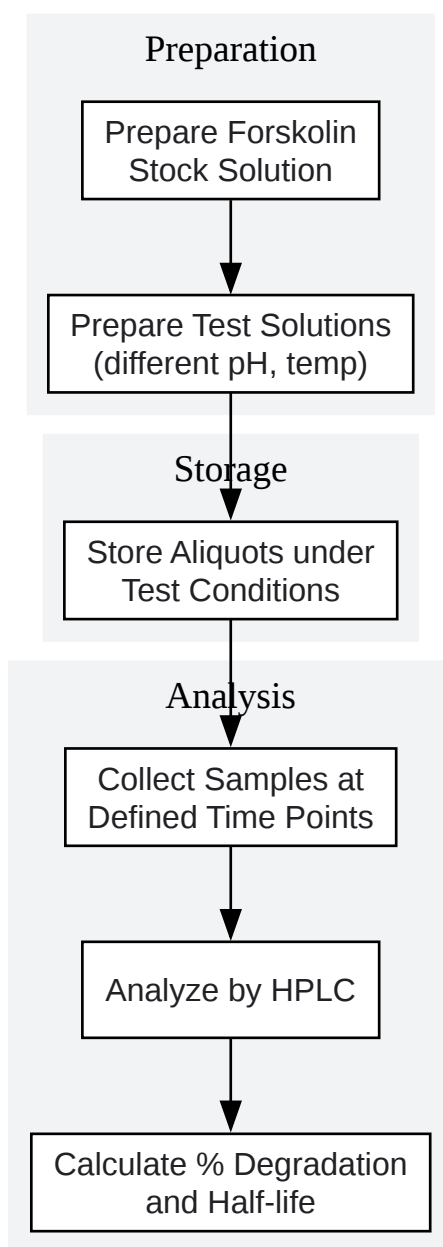 Preparation
Prepare Forskolin
Stock Solution
Prepare Test Solutions
(different pH, temp)
Storage
Store Aliquots under
Test Conditions
Analysis
Collect Samples at
Defined Time Points
Analyze by HPLC
Calculate % Degradation
and Half-life